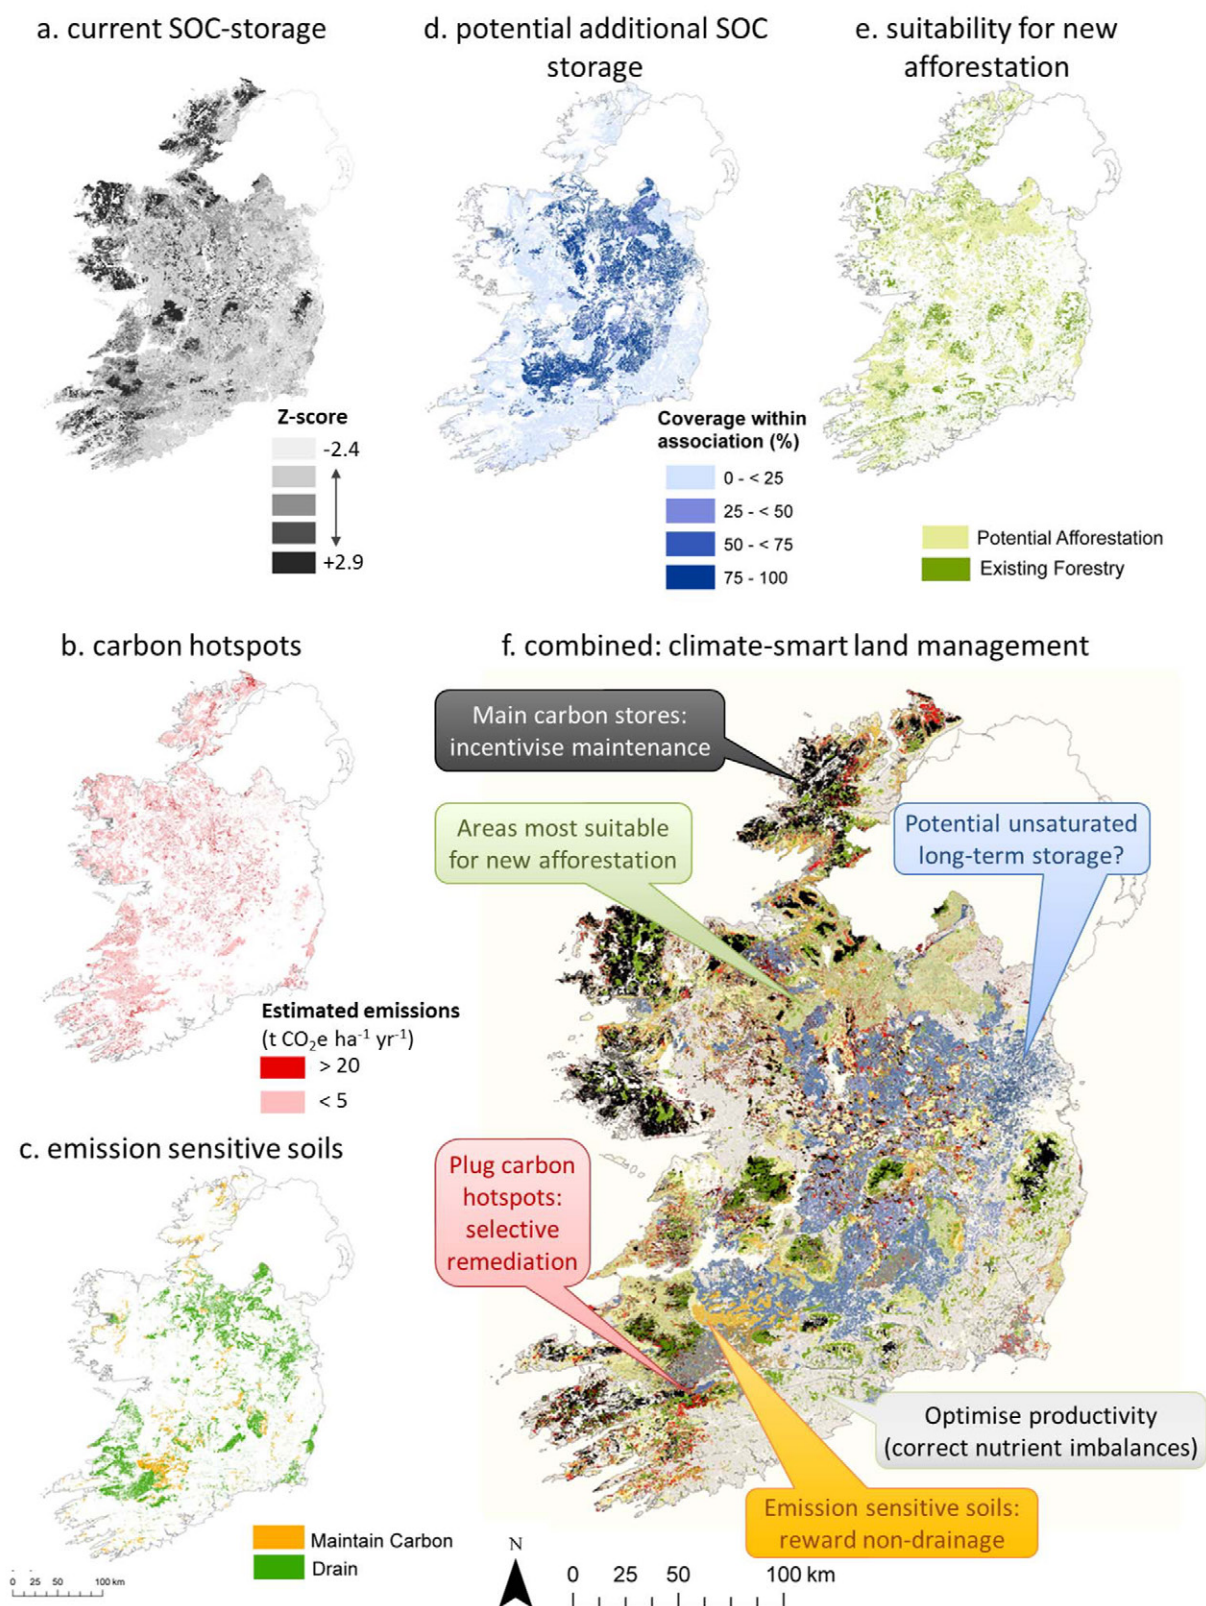 a. current SOC-storage
Z-score
-2.4
+2.9
d. potential additional SOC
storage
Coverage within
association (%)
0 - < 25
25 - < 50
50 - < 75
75 - 100
e. suitability for new
afforestation
Potential Afforestation
Existing Forestry
b. carbon hotspots
Estimated emissions
(t CO₂e ha⁻¹ yr⁻¹)
> 20
< 5
c. emission sensitive soils
Maintain Carbon
Drain
0 25 50 100 km
f. combined: climate-smart land management
Main carbon stores:
incentivise maintenance
Areas most suitable
for new afforestation
Potential unsaturated
long-term storage?
Plug carbon
hotspots:
selective
remediation
Optimise productivity
(correct nutrient imbalances)
Emission sensitive soils:
reward non-drainage
N
0 25 50 100 km